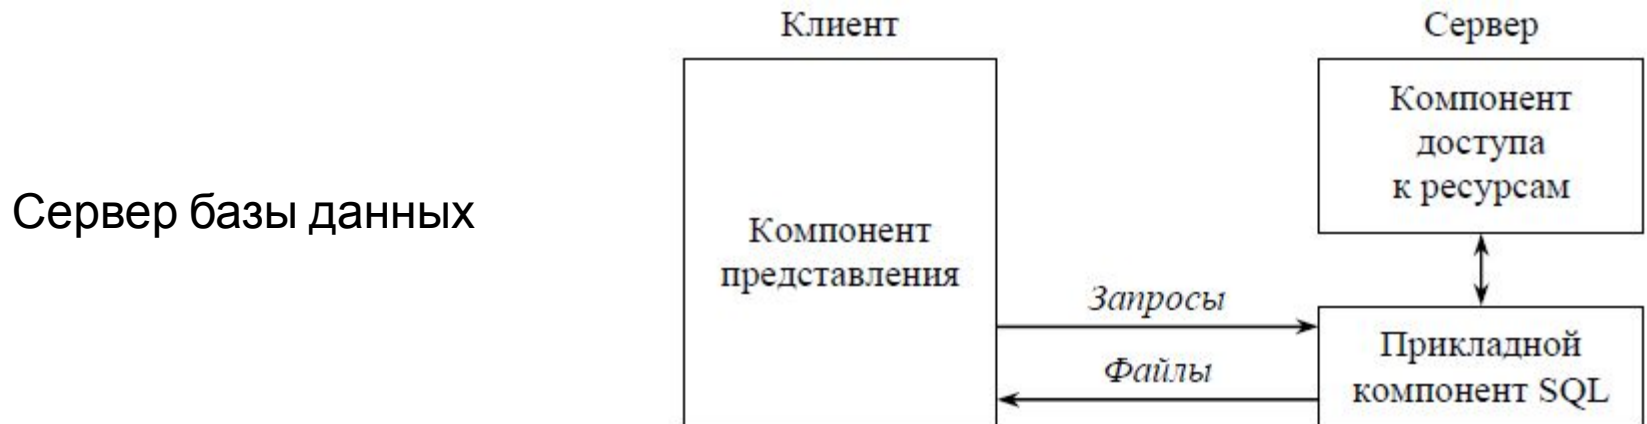 Сервер базы данных
Клиент
Компонент
представления
Запросы
Файлы
Сервер
Компонент
доступа
к ресурсам
Прикладной
компонент SQL